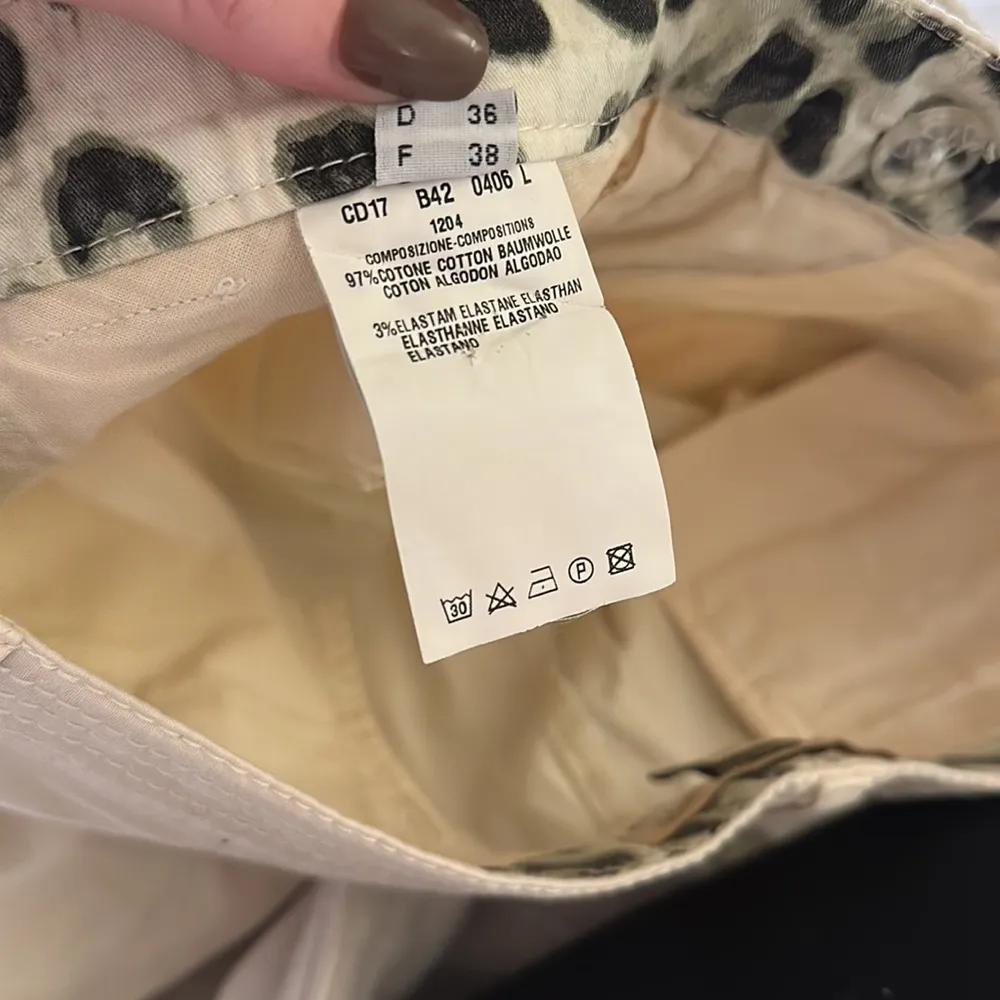 D 36
F 38
CD17 B42 0406 L
1204
COMPOSIZIONE-COMPOSITIONS
97%COTONE COTTON BAUMWOLLE
COTON ALGODON ALGODAO
3%ELASTAM ELASTANE ELASTHAN
ELASTHANNE ELASTANO
ELASTANO
30 P